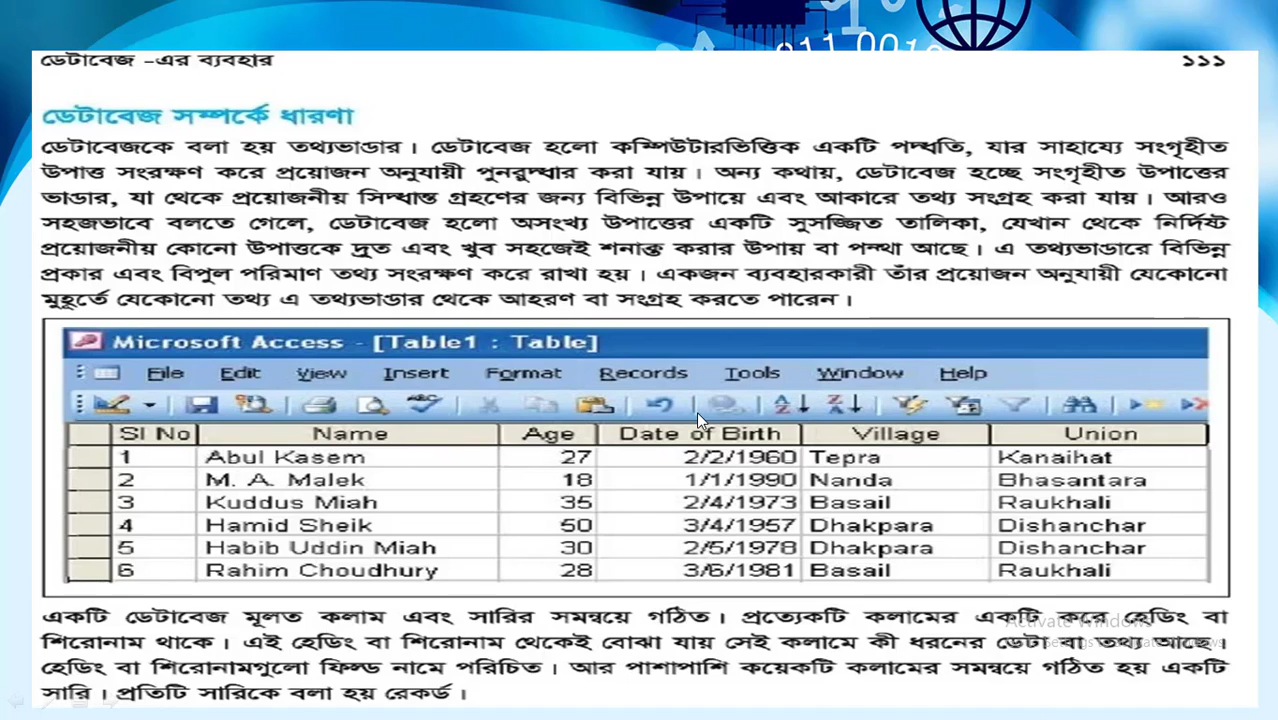 011 0010
ডেটাবেজ -এর ব্যবহার ১১১
ডেটাবেজ সম্পর্কে ধারণা
ডেটাবেজকে বলা হয় তথ্যভাণ্ডার। ডেটাবেজ হলো কম্পিউটারভিত্তিক একটি পদ্ধতি, যার সাহায্যে সংগৃহীত
উপাত্ত সংরক্ষণ করে প্রয়োজন অনুযায়ী পুনরুদ্ধার করা যায়। অন্য কথায়, ডেটাবেজ হচ্ছে সংগৃহীত উপাত্তের
ভাণ্ডার, যা থেকে প্রয়োজনীয় সিদ্ধান্ত গ্রহণের জন্য বিভিন্ন উপায়ে এবং আকারে তথ্য সংগ্রহ করা যায়। আরও
সহজভাবে বলতে গেলে, ডেটাবেজ হলো অসংখ্য উপাত্তের একটি সুসজ্জিত তালিকা, যেখান থেকে নির্দিষ্ট
প্রয়োজনীয় কোনো উপাত্তকে দ্রুত এবং খুব সহজেই শনাক্ত করার উপায় বা পন্থা আছে। এ তথ্যভাণ্ডারে বিভিন্ন
প্রকার এবং বিপুল পরিমাণ তথ্য সংরক্ষণ করে রাখা হয়। একজন ব্যবহারকারী তাঁর প্রয়োজন অনুযায়ী যেকোনো
মুহূর্তে যেকোনো তথ্য এ তথ্যভাণ্ডার থেকে আহরণ বা সংগ্রহ করতে পারেন।
Microsoft Access - [Table1 : Table]
File Edit View Insert Format Records Tools Window Help
Sl No Name Age Date of Birth Village Union
1 Abul Kasem 27 2/2/1960 Tepra Kanaihat
2 M. A. Malek 18 1/1/1990 Nanda Bhasantara
3 Kuddus Miah 35 2/4/1973 Basail Raukhali
4 Hamid Sheik 50 3/4/1957 Dhakpara Dishanchar
5 Habib Uddin Miah 30 2/5/1978 Dhakpara Dishanchar
6 Rahim Choudhury 28 3/6/1981 Basail Raukhali
একটি ডেটাবেজ মূলত কলাম এবং সারির সমন্বয়ে গঠিত। প্রত্যেকটি কলামের একটি করে হেডিং বা
Activate Windows
শিরোনাম থাকে। এই হেডিং বা শিরোনাম থেকেই বোঝা যায় সেই কলামে কী ধরনের ডেটা বা তথ্য আছে।
হেডিং বা শিরোনামগুলো ফিল্ড নামে পরিচিত। আর পাশাপাশি কয়েকটি কলামের সমন্বয়ে গঠিত হয় একটি
সারি। প্রতিটি সারিকে বলা হয় রেকর্ড।